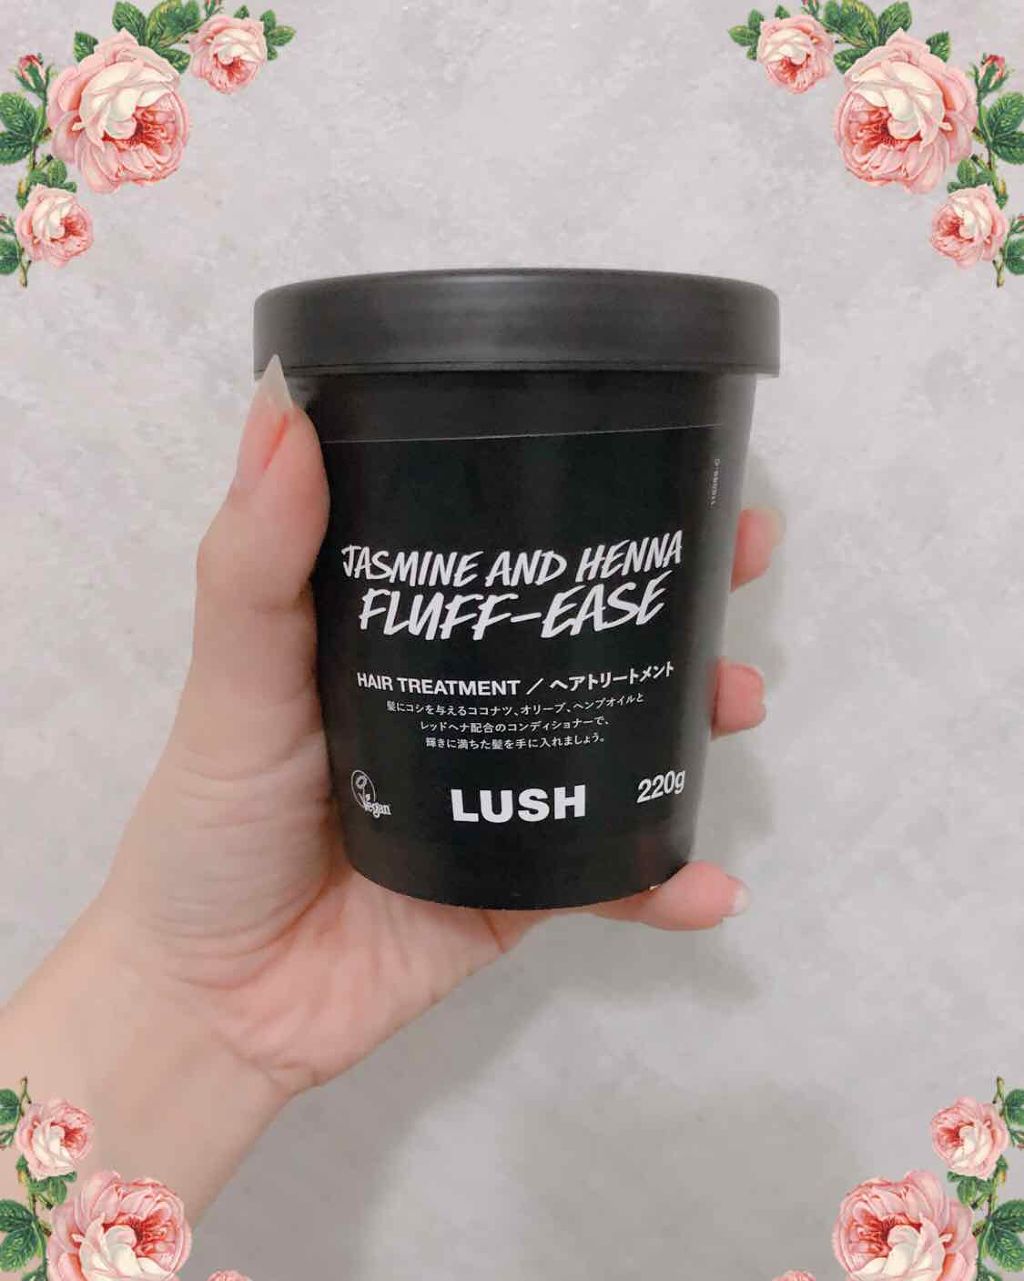 JASMINE AND HENNA
FLUFF-EASE
HAIR TREATMENT / ヘアトリートメント
髪にコシを与えるココナツ、オリーブ、ヘンプオイルと
レッドヘナ配合のコンディショナーで、
輝きに満ちた髪を手に入れましょう。
Vegan
LUSH
220g